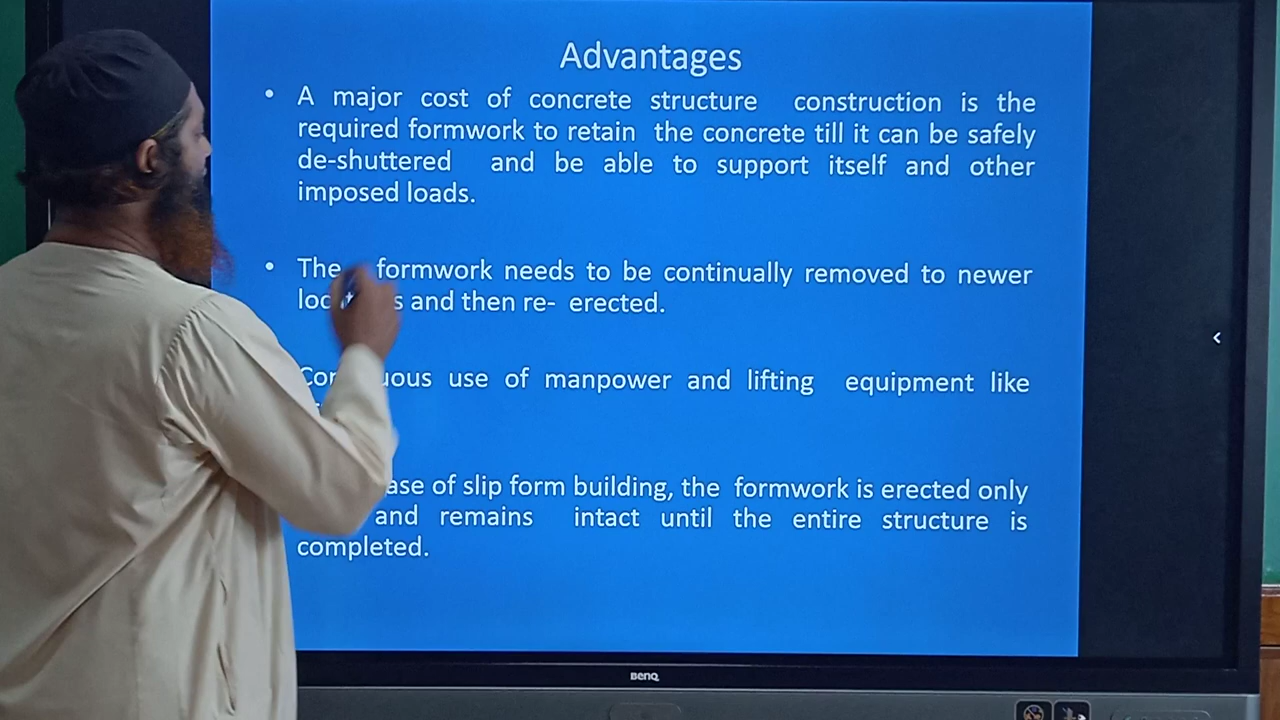 Advantages
• A major cost of concrete structure construction is the
required formwork to retain the concrete till it can be safely
de-shuttered and be able to support itself and other
imposed loads.
• The formwork needs to be continually removed to newer
and then re- erected.
use of manpower and lifting equipment like
of slip form building, the formwork is erected only
and remains intact until the entire structure is
completed.
BenQ